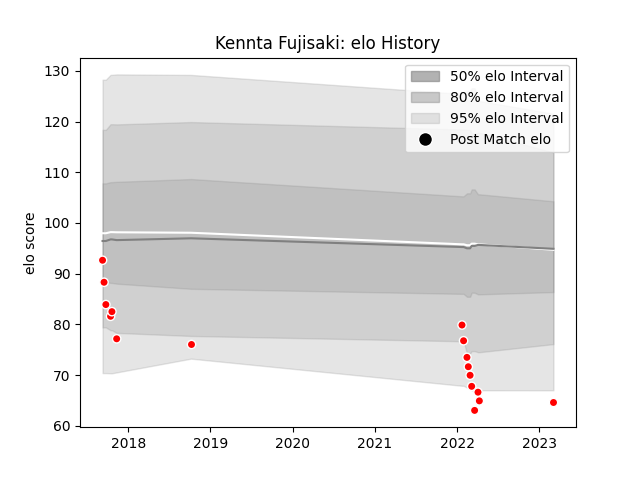 Kennta Fujisaki: elo History
elo score
130
120
110
100
90
80
70
60
50% elo Interval
80% elo Interval
95% elo Interval
Post Match elo
2018
2019
2020
2021
2022
2023